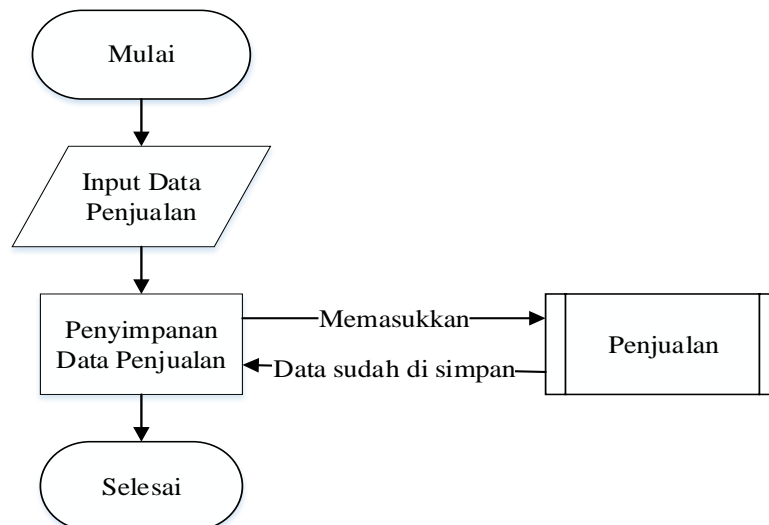 Mulai
Input Data
Penjualan
Penyimpanan
Data Penjualan
Memasukkan
Data sudah di simpan
Penjualan
Selesai